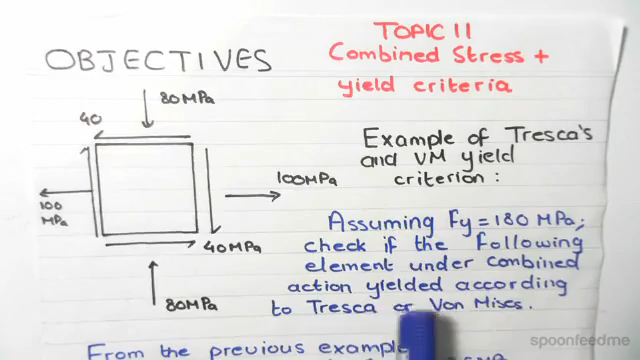 OBJECTIVES
TOPIC 11
Combined Stress +
yield criteria
80MPa
40
100MPa
100
MPa
40MPa
80MPa
Example of Tresca's
and VM yield
criterion :
Assuming Fy = 180 MPa;
check if the following
element under combined
action yielded according
to Tresca or Von Mises.
From the previous example
spoonfeedme